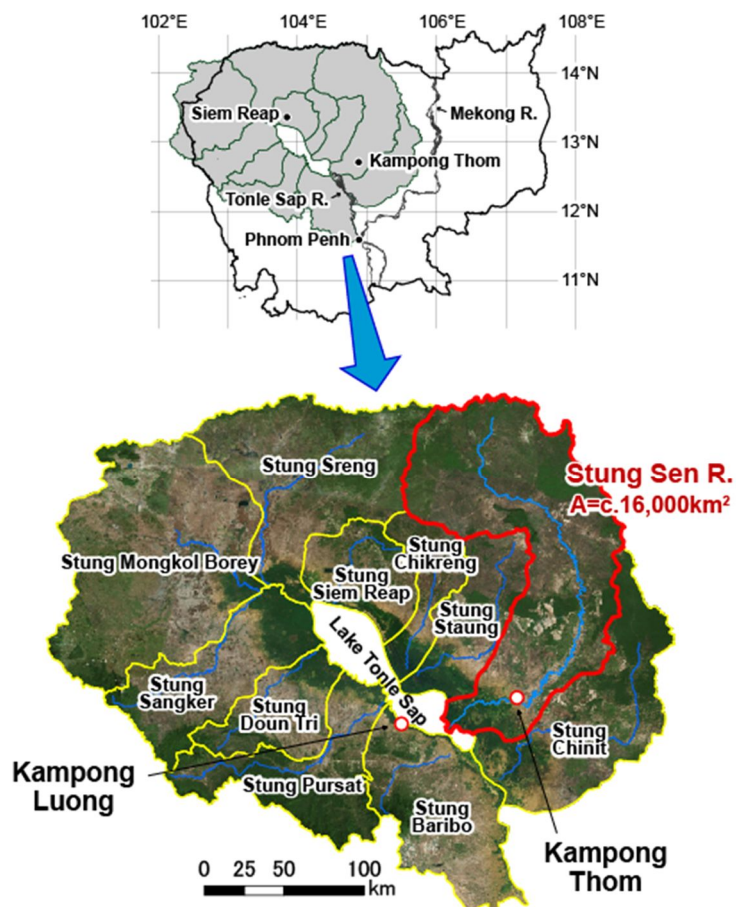 102°E
104°E
106°E
108°E
14°N
Siem Reap
Mekong R.
13°N
Kampong Thom
Tonle Sap R.
12°N
Phnom Penh
11°N
Stung Sreng
Stung Sen R.
A=c.16,000km²
Stung Mongkol Borey
Stung
Chikreng
Stung
Siem Reap
Stung
Staung
Lake Tonle Sap
Stung
Sangker
Stung
Doun Tri
Stung
Chinit
Kampong
Luong
Stung Pursat
Stung
Baribo
Kampong
Thom
0 25 50 100
km